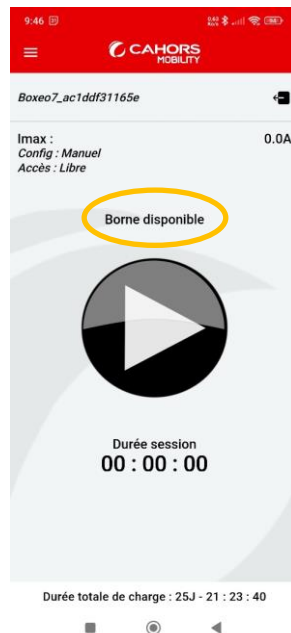 9:46
CAHORS
MOBILITY
Boxeo7_ac1ddf31165e
Imax :
0.0A
Config : Manuel
Accès : Libre
Borne disponible
Durée session
00 : 00 : 00
Durée totale de charge : 25J - 21 : 23 : 40